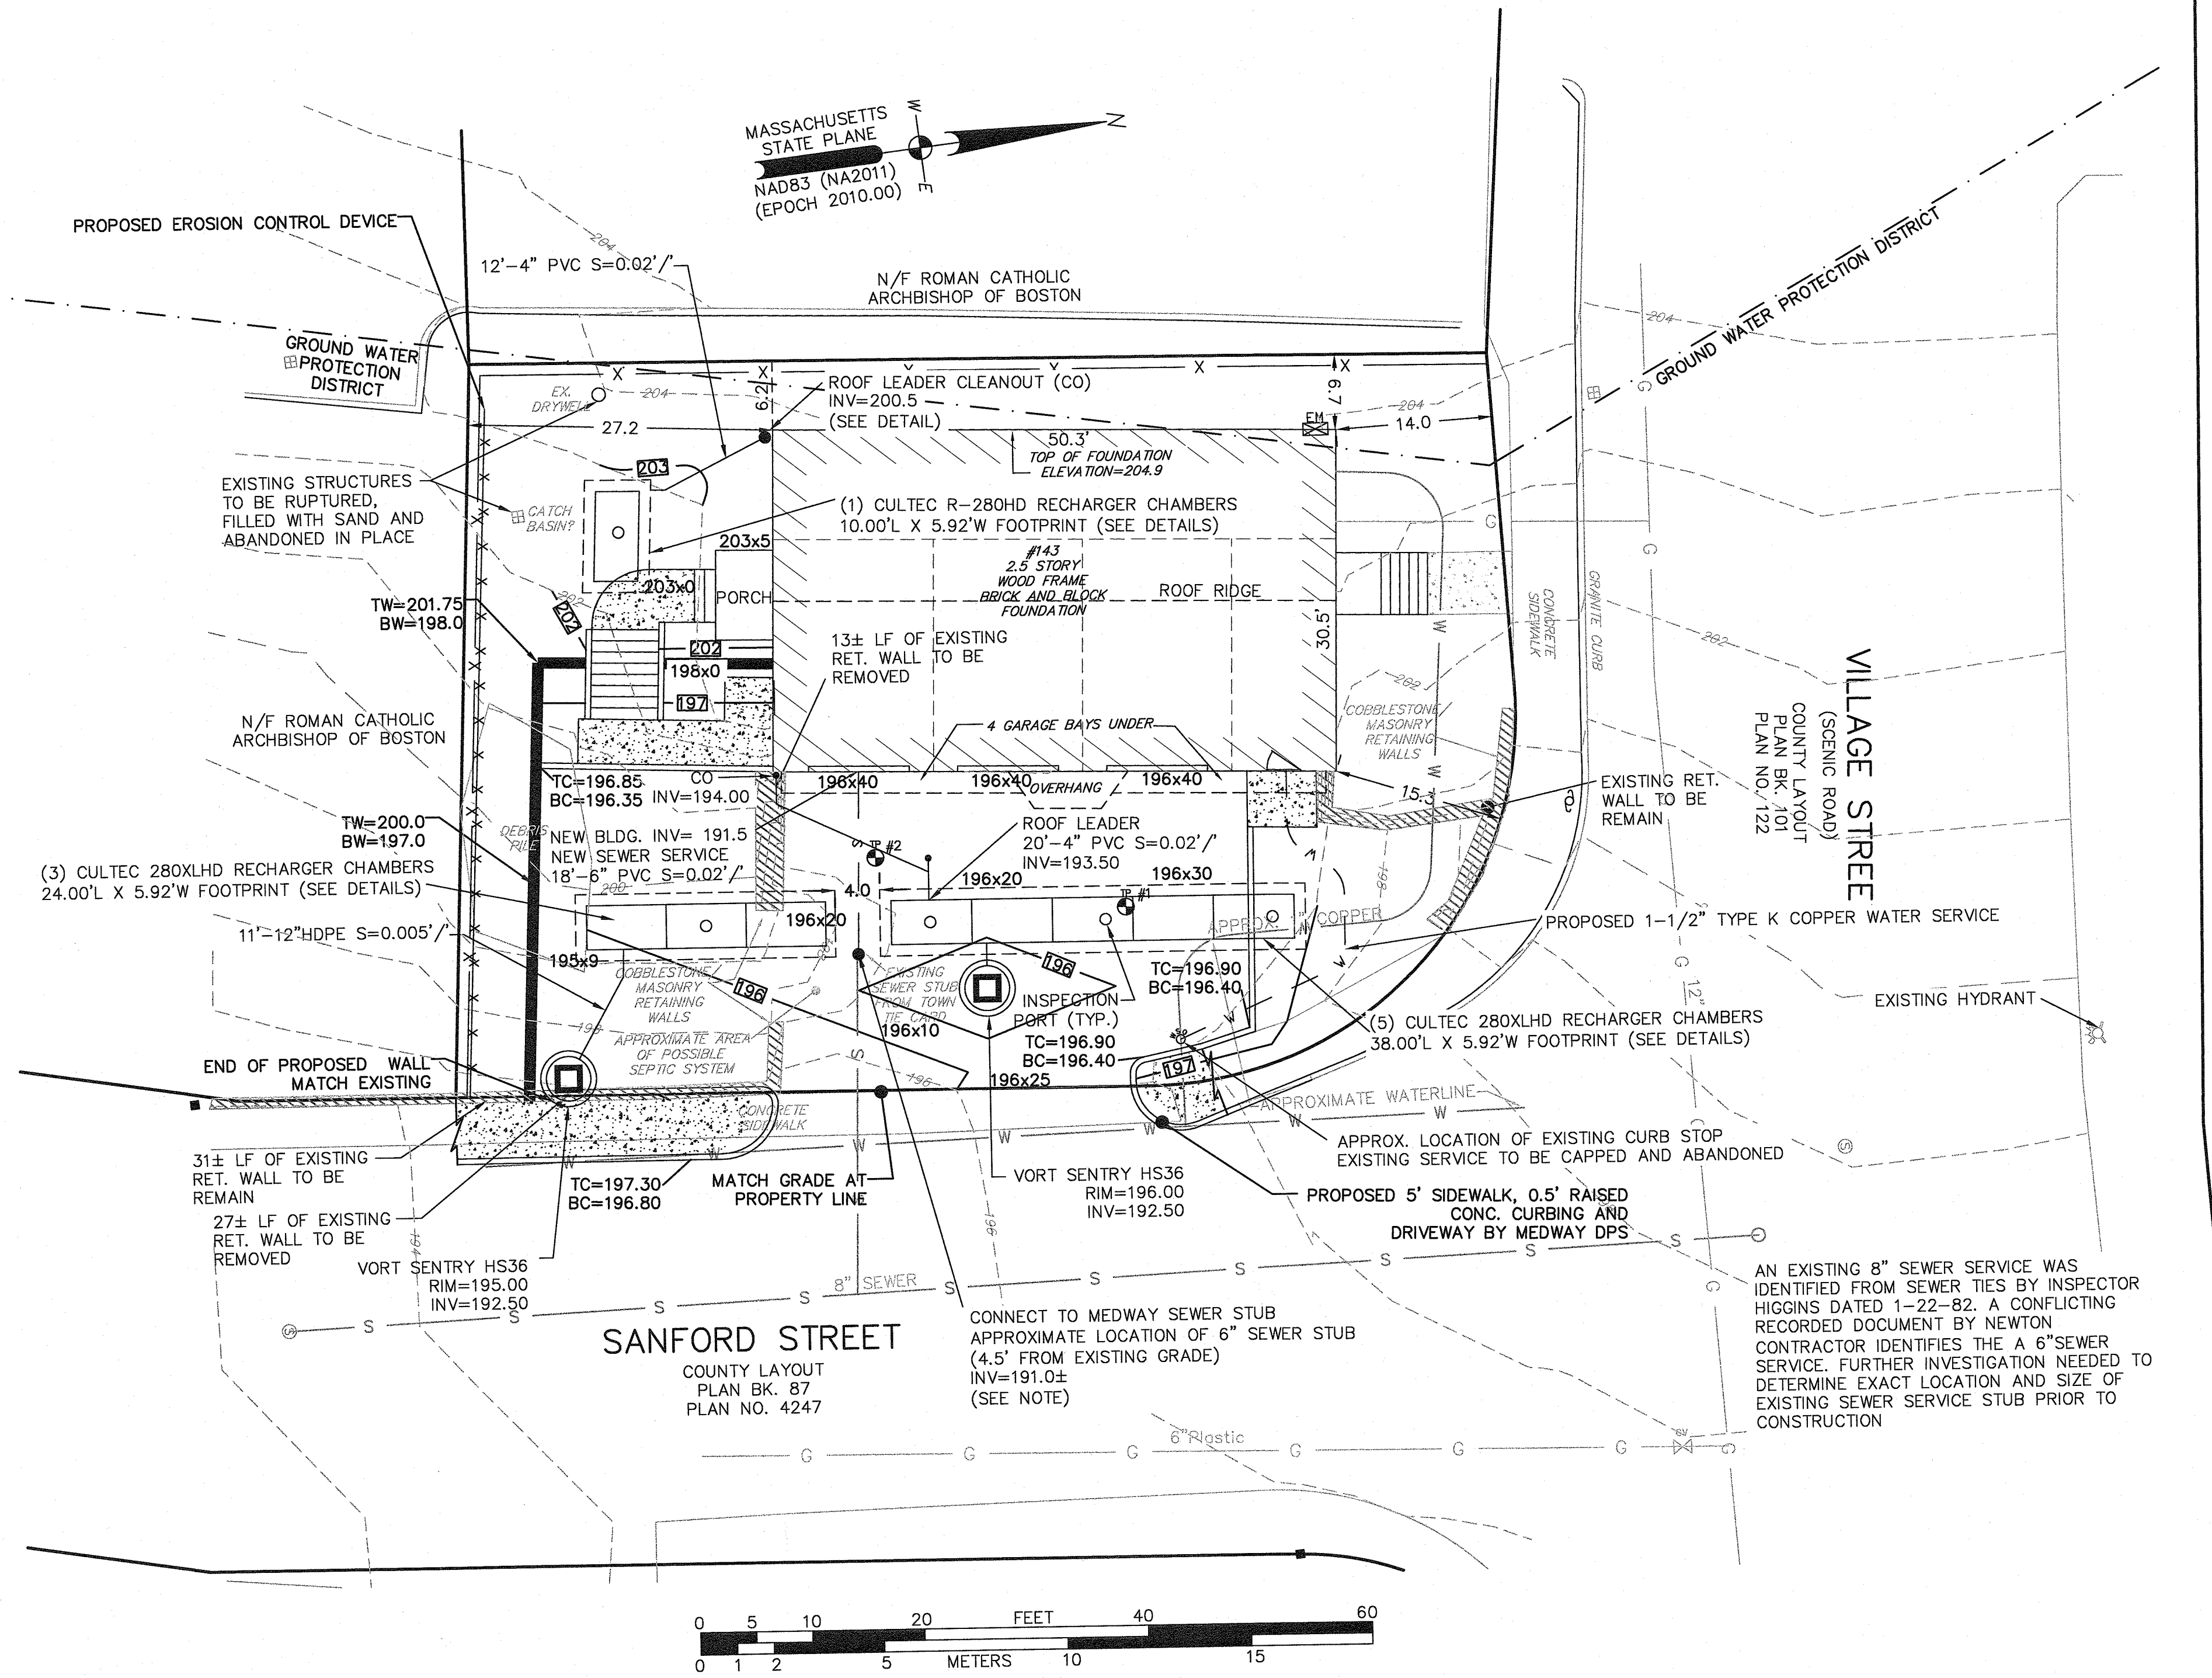 MASSACHUSETTS
STATE PLANE
NAD83 (NA2011)
(EPOCH 2010.00)
W
N
E
PROPOSED EROSION CONTROL DEVICE
204
12'-4" PVC S=0.02'/'
N/F ROMAN CATHOLIC
ARCHBISHOP OF BOSTON
GROUND WATER
PROTECTION
DISTRICT
GROUND WATER PROTECTION DISTRICT
204
X
X
X
X
EX.
DRYWELL
204
6.2
ROOF LEADER CLEANOUT (CO)
INV=200.5
(SEE DETAIL)
6.7
EM
204
14.0
27.2
50.3'
TOP OF FOUNDATION
ELEVATION=204.9
203
EXISTING STRUCTURES
TO BE RUPTURED,
FILLED WITH SAND AND
ABANDONED IN PLACE
CATCH
BASIN?
(1) CULTEC R-280HD RECHARGER CHAMBERS
10.00'L X 5.92'W FOOTPRINT (SEE DETAILS)
203x5
#143
2.5 STORY
WOOD FRAME
BRICK AND BLOCK
FOUNDATION
ROOF RIDGE
203x0
PORCH
202
202
TW=201.75
BW=198.0
202
198x0
197
13± LF OF EXISTING
RET. WALL TO BE
REMOVED
30.5'
CONCRETE
SIDEWALK
GRANITE CURB
202
202
VILLAGE STREET
(SCENIC ROAD)
COUNTY LAYOUT
PLAN BK. 101
PLAN NO. 122
N/F ROMAN CATHOLIC
ARCHBISHOP OF BOSTON
4 GARAGE BAYS UNDER
COBBLESTONE
MASONRY
RETAINING
WALLS
TC=196.85
BC=196.35
CO
INV=194.00
196x40
196x40
196x40
OVERHANG
15.3
EXISTING RET.
WALL TO BE
REMAIN
TW=200.0
BW=197.0
DEBRIS
PILE
NEW BLDG. INV= 191.5
NEW SEWER SERVICE
18'-6" PVC S=0.02'/'
200
TP #2
ROOF LEADER
20'-4" PVC S=0.02'/'
INV=193.50
(3) CULTEC 280XLHD RECHARGER CHAMBERS
24.00'L X 5.92'W FOOTPRINT (SEE DETAILS)
4.0
196x20
196x30
TP #1
198
196x20
APPROX. 1" COPPER
PROPOSED 1-1/2" TYPE K COPPER WATER SERVICE
11'-12"HDPE S=0.005'/'
195x9
COBBLESTONE
MASONRY
RETAINING
WALLS
196
EXISTING
SEWER STUB
FROM TOWN
TIE CARD
196
TC=196.90
BC=196.40
INSPECTION
PORT (TYP.)
G 12"
EXISTING HYDRANT
198
196x10
APPROXIMATE AREA
OF POSSIBLE
SEPTIC SYSTEM
TC=196.90
BC=196.40
(5) CULTEC 280XLHD RECHARGER CHAMBERS
38.00'L X 5.92'W FOOTPRINT (SEE DETAILS)
END OF PROPOSED WALL
MATCH EXISTING
196
196x25
197
APPROXIMATE WATERLINE
CONCRETE
SIDEWALK
W
W
W
W
W
W
W
APPROX. LOCATION OF EXISTING CURB STOP
EXISTING SERVICE TO BE CAPPED AND ABANDONED
31± LF OF EXISTING
RET. WALL TO BE
REMAIN
TC=197.30
BC=196.80
MATCH GRADE AT
PROPERTY LINE
VORT SENTRY HS36
RIM=196.00
INV=192.50
PROPOSED 5' SIDEWALK, 0.5' RAISED
CONC. CURBING AND
DRIVEWAY BY MEDWAY DPS
27± LF OF EXISTING
RET. WALL TO BE
REMOVED
194
196
VORT SENTRY HS36
RIM=195.00
INV=192.50
8" SEWER
S
S
S
S
S
S
S
S
S
S
AN EXISTING 8" SEWER SERVICE WAS
IDENTIFIED FROM SEWER TIES BY INSPECTOR
HIGGINS DATED 1-22-82. A CONFLICTING
RECORDED DOCUMENT BY NEWTON
CONTRACTOR IDENTIFIES THE A 6"SEWER
SERVICE. FURTHER INVESTIGATION NEEDED TO
DETERMINE EXACT LOCATION AND SIZE OF
EXISTING SEWER SERVICE STUB PRIOR TO
CONSTRUCTION
SANFORD STREET
COUNTY LAYOUT
PLAN BK. 87
PLAN NO. 4247
CONNECT TO MEDWAY SEWER STUB
APPROXIMATE LOCATION OF 6" SEWER STUB
(4.5' FROM EXISTING GRADE)
INV=191.0±
(SEE NOTE)
6"Plastic
G
G
G
G
G
G
G
0 5 10 20 FEET 40 60
0 1 2 5 METERS 10 15